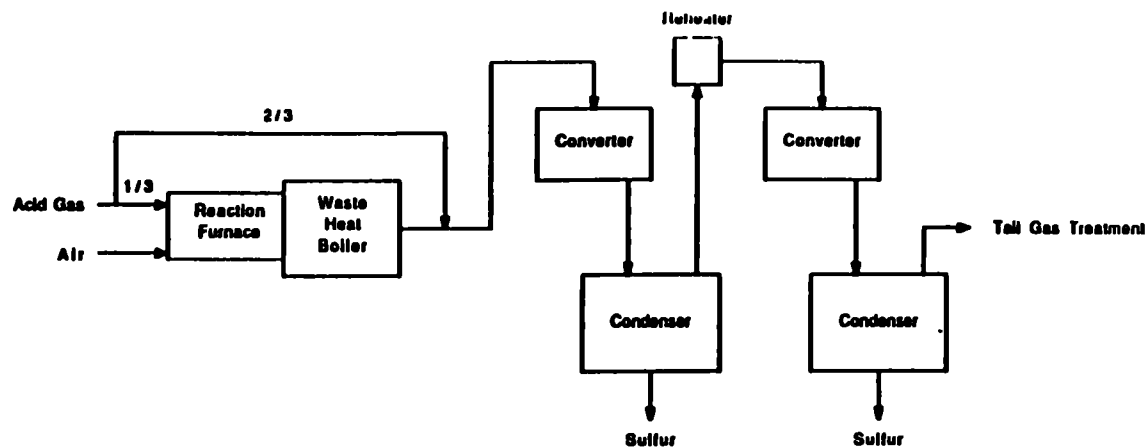 2/3
Converter
Converter
1/3
Acid Gas
Reaction
Furnace
Waste
Heat
Boiler
Air
Tail Gas Treatment
Condenser
Condenser
Sulfur
Sulfur